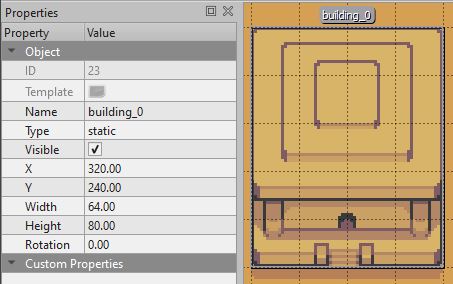 Properties
Property Value
Object
ID 23
Template
Name building_0
Type static
Visible
X 320.00
Y 240.00
Width 64.00
Height 80.00
Rotation 0.00
Custom Properties
building_0